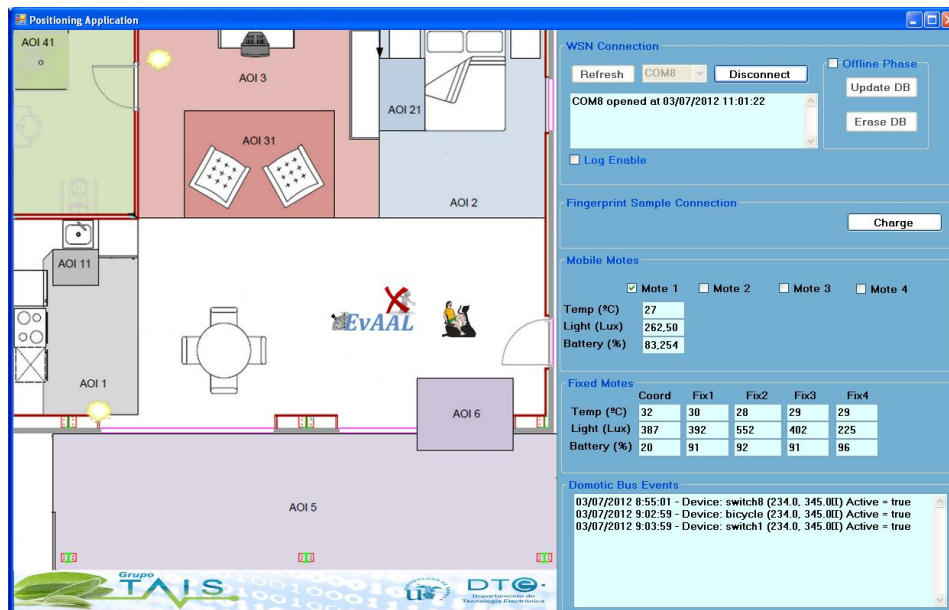 Positioning Application
AOI 41
AOI 3
AOI 31
AOI 21
AOI 2
AOI 11
EvAAL
AOI 1
AOI 6
AOI 5
Grupo
TAIS
DTE
Departamento de
Tecnología Electrónica
WSN Connection
Refresh COM8 Disconnect
COM8 opened at 03/07/2012 11:01:22
Log Enable
Offline Phase
Update DB
Erase DB
Fingerprint Sample Connection
Charge
Mobile Motes
Mote 1 Mote 2 Mote 3 Mote 4
Temp (ºC) 27
Light (Lux) 262,50
Battery (%) 83,254
Fixed Motes
Coord Fix1 Fix2 Fix3 Fix4
Temp (ºC) 32 30 28 29 29
Light (Lux) 387 392 552 402 225
Battery (%) 20 91 92 91 96
Domotic Bus Events
03/07/2012 8:55:01 - Device: switch8 (234.0, 345.0[[) Active = true
03/07/2012 9:02:59 - Device: bicycle (234.0, 345.0[[) Active = true
03/07/2012 9:03:59 - Device: switch1 (234.0, 345.0[[) Active = true